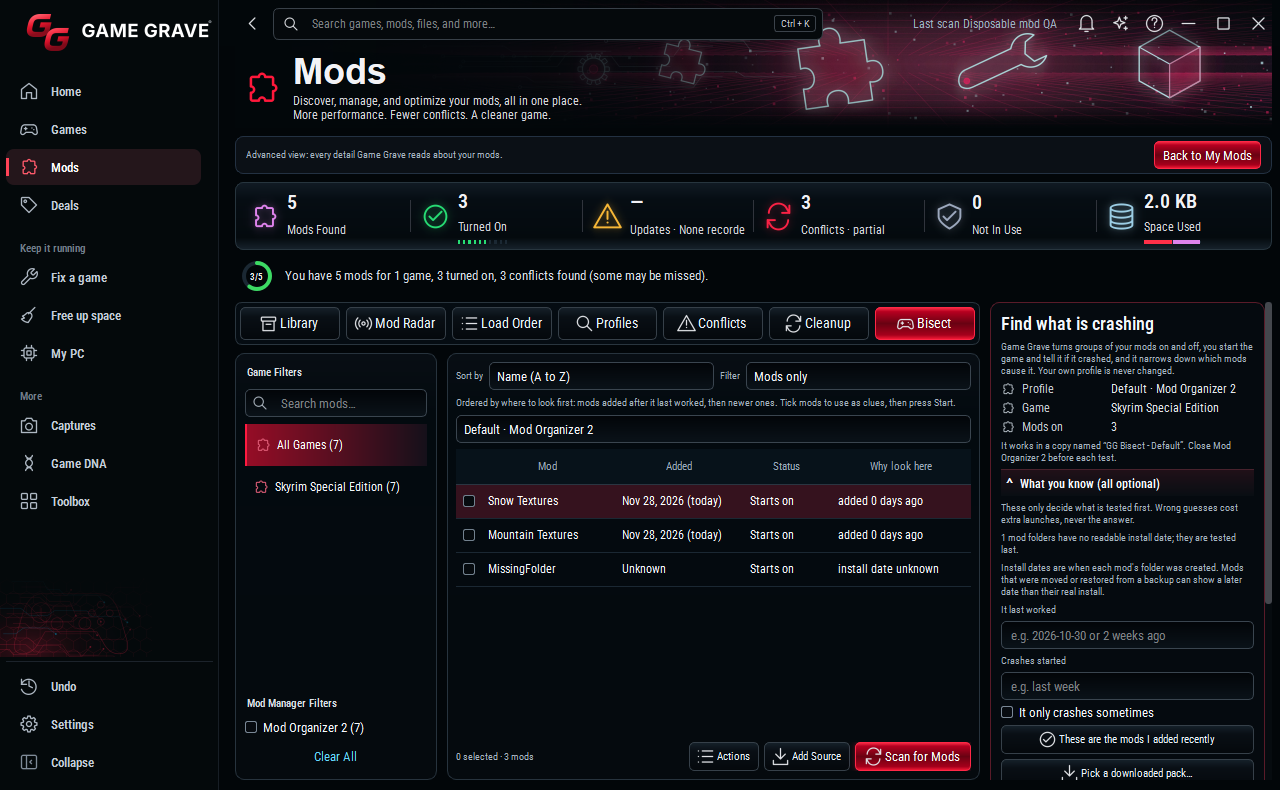 GAME GRAVE
Search games, mods, files, and more...
Ctrl + K
Last scan Disposable mod QA
Home
Games
Mods
Deals
Keep it running
Fix a game
Free up space
My PC
More
Captures
Game DNA
Toolbox
Undo
Settings
Collapse
Mods
Discover, manage, and optimize your mods, all in one place.
More performance. Fewer conflicts. A cleaner game.
Advanced view: every detail Game Grave reads about your mods.
Back to My Mods
5
Mods Found
3
Turned On
–
Updates · None recorde
3
Conflicts · partial
0
Not In Use
2.0 KB
Space Used
3/5
You have 5 mods for 1 game, 3 turned on, 3 conflicts found (some may be missed).
Library
Mod Radar
Load Order
Profiles
Conflicts
Cleanup
Bisect
Game Filters
Search mods...
All Games (7)
Skyrim Special Edition (7)
Mod Manager Filters
Mod Organizer 2 (7)
Clear All
Sort by
Name (A to Z)
Filter
Mods only
Ordered by where to look first: mods added after it last worked, then newer ones. Tick mods to use as clues, then press Start.
Default · Mod Organizer 2
Mod Added Status Why look here
Snow Textures Nov 28, 2026 (today) Starts on added 0 days ago
Mountain Textures Nov 28, 2026 (today) Starts on added 0 days ago
MissingFolder Unknown Starts on install date unknown
0 selected · 3 mods
Actions
Add Source
Scan for Mods
Find what is crashing
Game Grave turns groups of your mods on and off, you start the
game and tell it if it crashed, and it narrows down which mods
cause it. Your own profile is never changed.
Profile Default · Mod Organizer 2
Game Skyrim Special Edition
Mods on 3
It works in a copy named “GG Bisect - Default”. Close Mod
Organizer 2 before each test.
^ What you know (all optional)
These only decide what is tested first. Wrong guesses cost
extra launches, never the answer.
1 mod folders have no readable install date; they are tested
last.
Install dates are when each mod's folder was created. Mods
that were moved or restored from a backup can show a later
date than their real install.
It last worked
e.g. 2026-10-30 or 2 weeks ago
Crashes started
e.g. last week
It only crashes sometimes
These are the mods I added recently
Pick a downloaded pack...